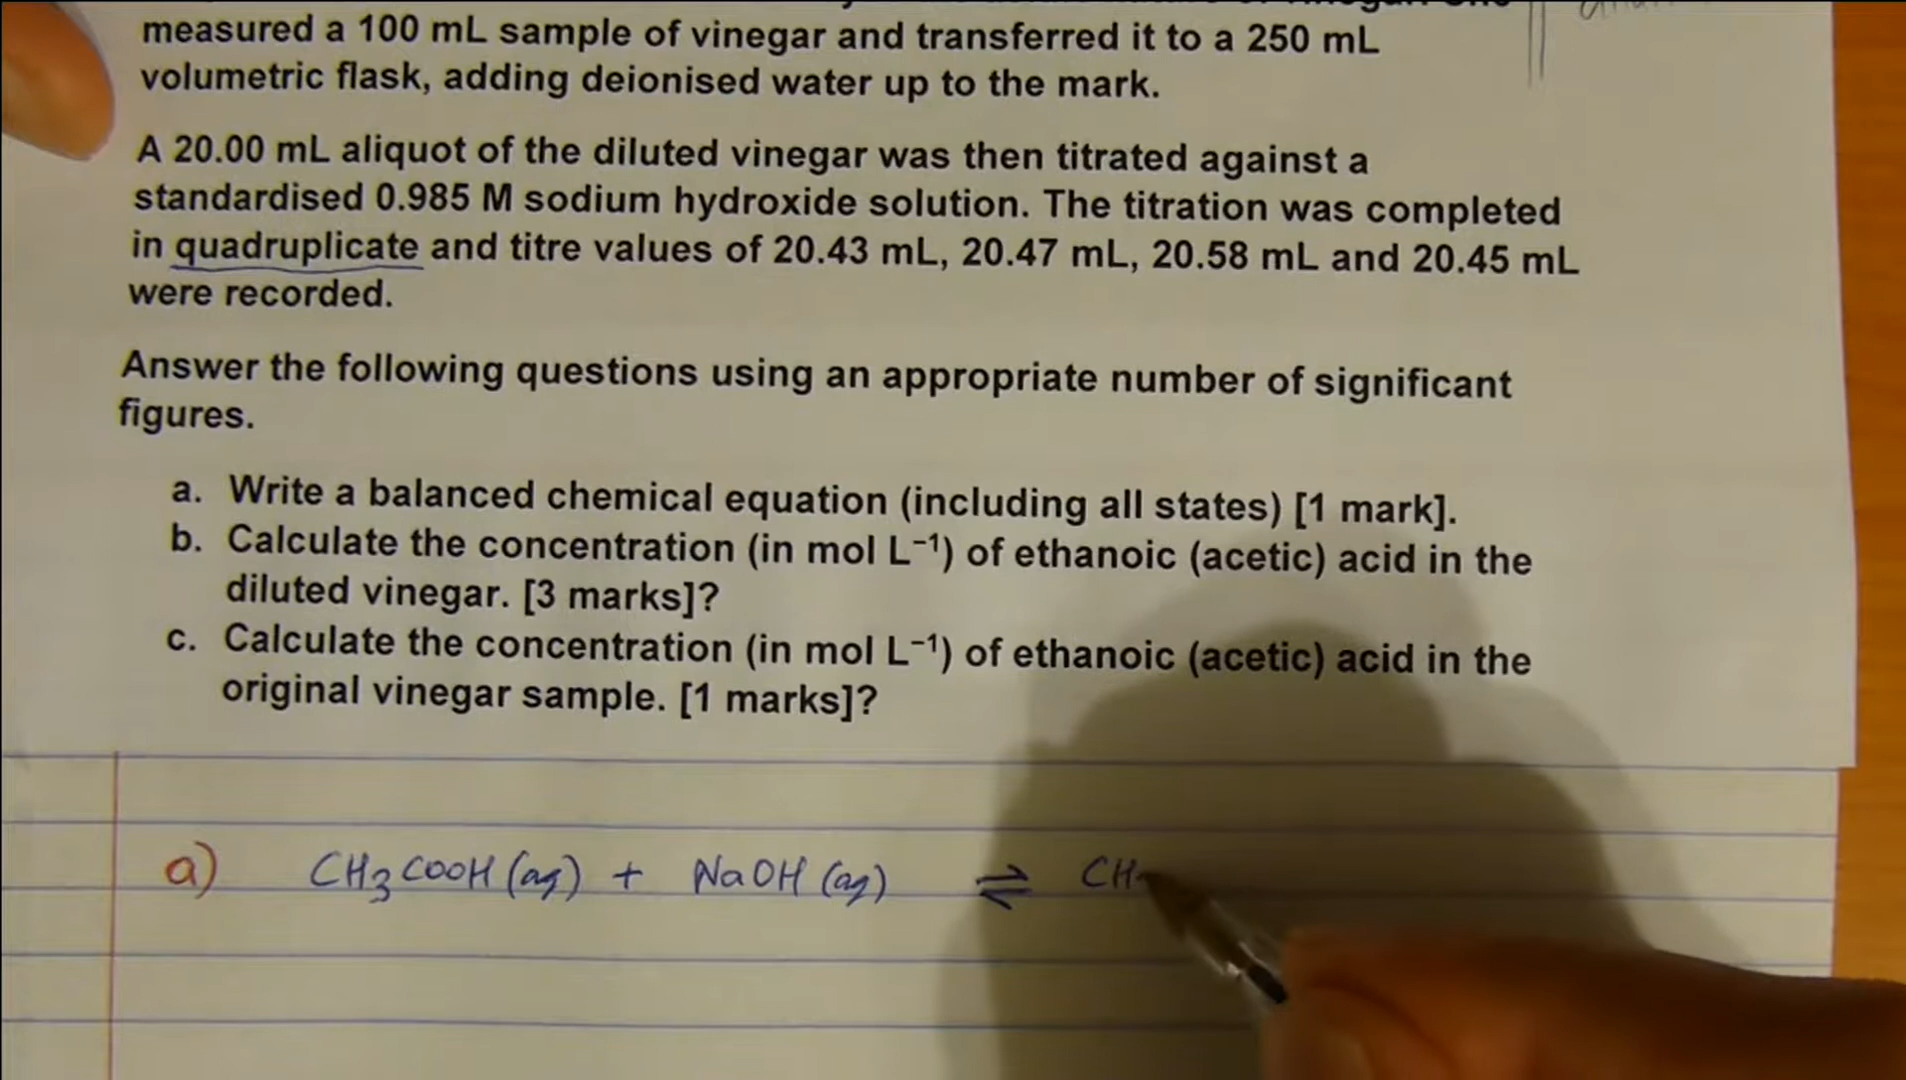 measured a 100 mL sample of vinegar and transferred it to a 250 mL
volumetric flask, adding deionised water up to the mark.
A 20.00 mL aliquot of the diluted vinegar was then titrated against a
standardised 0.985 M sodium hydroxide solution. The titration was completed
in quadruplicate and titre values of 20.43 mL, 20.47 mL, 20.58 mL and 20.45 mL
were recorded.
Answer the following questions using an appropriate number of significant
figures.
a. Write a balanced chemical equation (including all states) [1 mark].
b. Calculate the concentration (in mol L⁻¹) of ethanoic (acetic) acid in the
diluted vinegar. [3 marks]?
c. Calculate the concentration (in mol L⁻¹) of ethanoic (acetic) acid in the
original vinegar sample. [1 marks]?
a) CH₃COOH (aq) + NaOH (aq) ⇌ CH